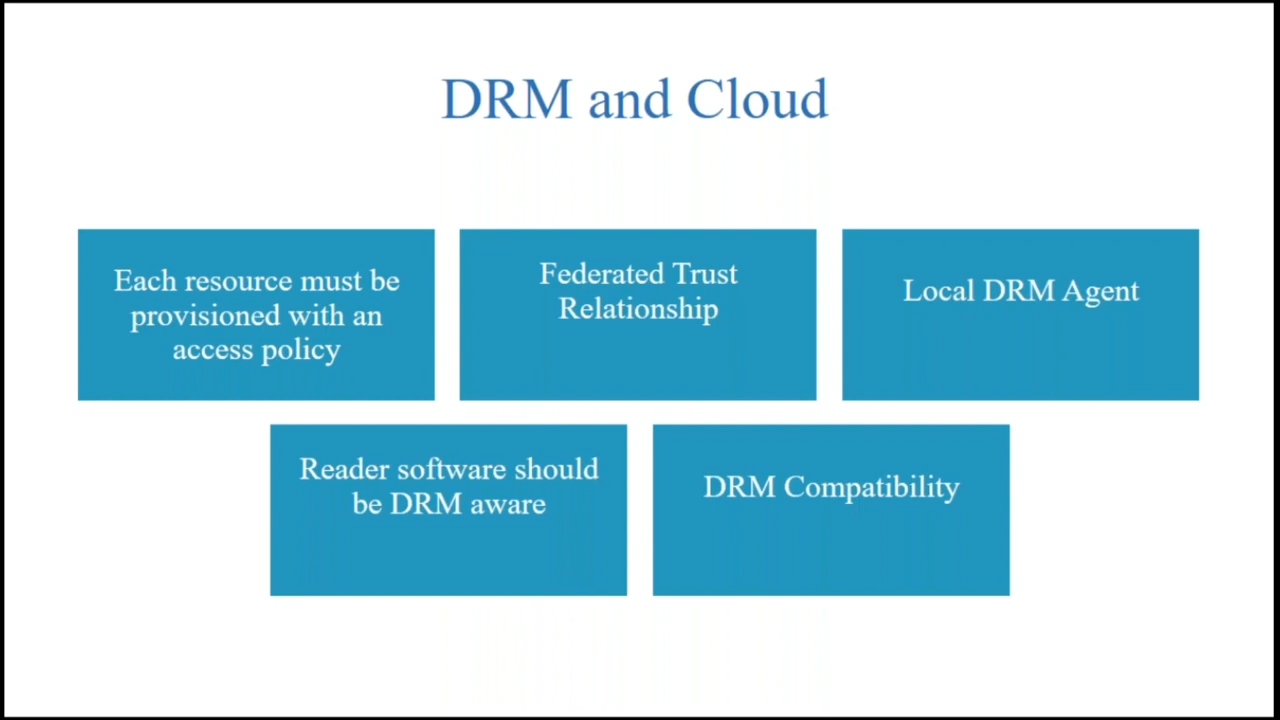 DRM and Cloud
Each resource must be
provisioned with an
access policy
Federated Trust
Relationship
Local DRM Agent
Reader software should
be DRM aware
DRM Compatibility